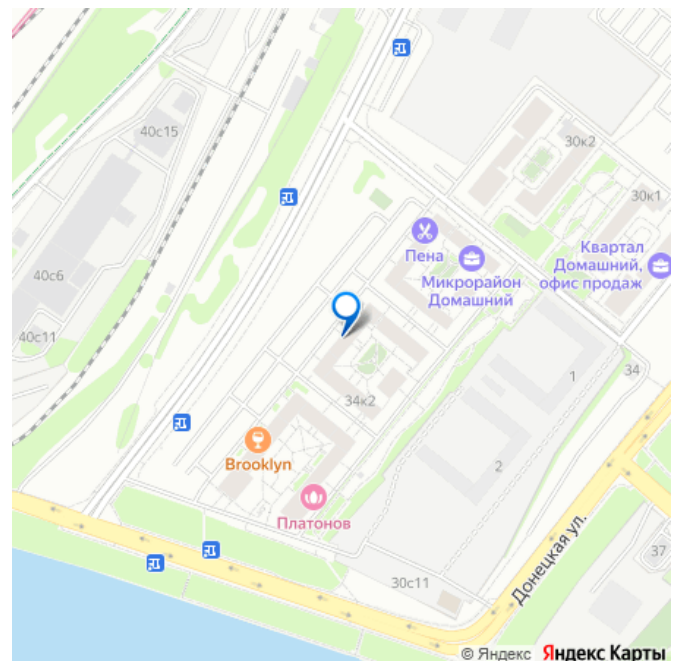 40с15
30к2
30к1
Пена
Квартал
Домашний,
офис продаж
Микрорайон
Домашний
40с6
40с11
34
1
34к2
Brooklyn
2
Платонов
Донецкая ул.
37
30с11
© Яндекс Яндекс Карты